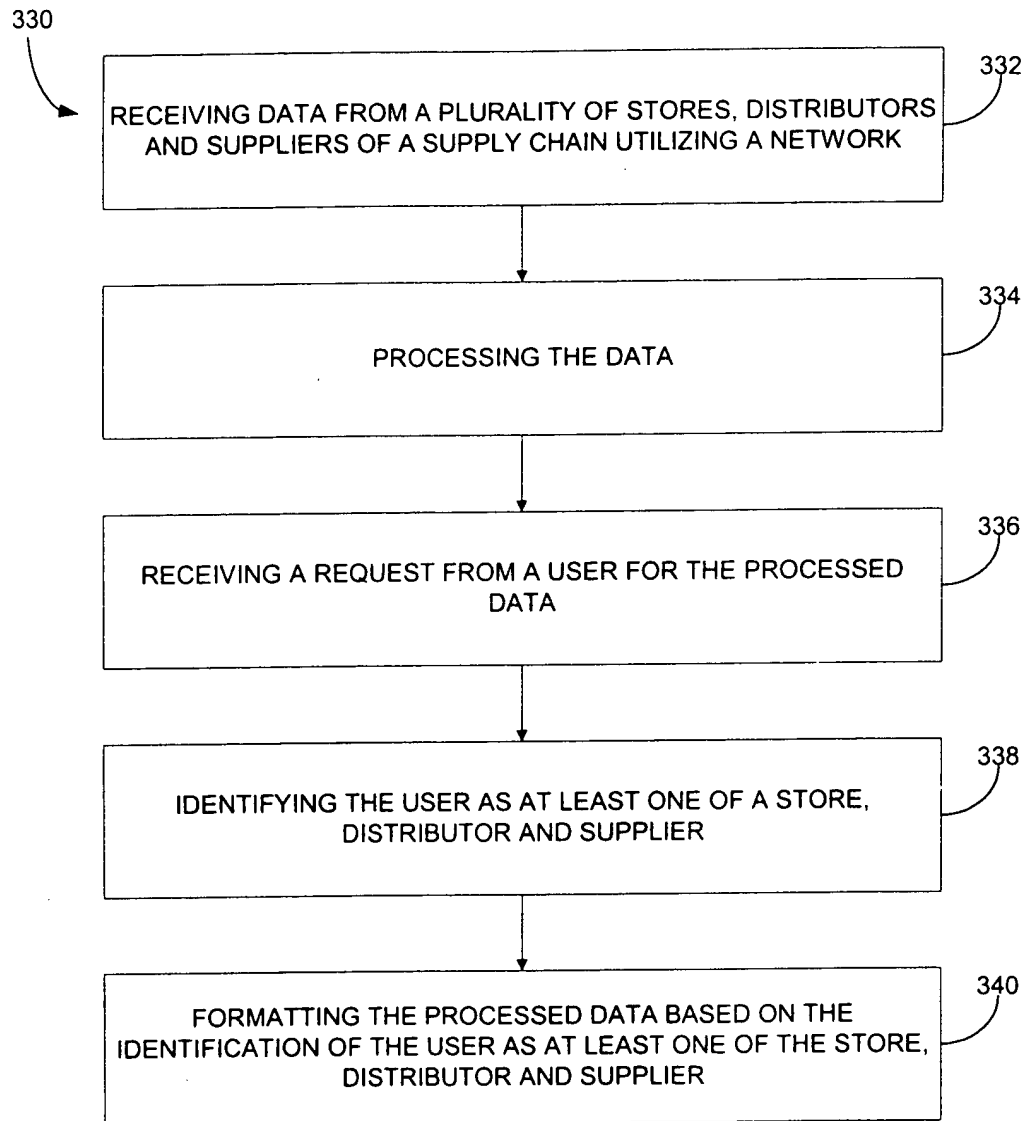 330
332
RECEIVING DATA FROM A PLURALITY OF STORES, DISTRIBUTORS
AND SUPPLIERS OF A SUPPLY CHAIN UTILIZING A NETWORK
334
PROCESSING THE DATA
336
RECEIVING A REQUEST FROM A USER FOR THE PROCESSED
DATA
338
IDENTIFYING THE USER AS AT LEAST ONE OF A STORE,
DISTRIBUTOR AND SUPPLIER
340
FORMATTING THE PROCESSED DATA BASED ON THE
IDENTIFICATION OF THE USER AS AT LEAST ONE OF THE STORE,
DISTRIBUTOR AND SUPPLIER